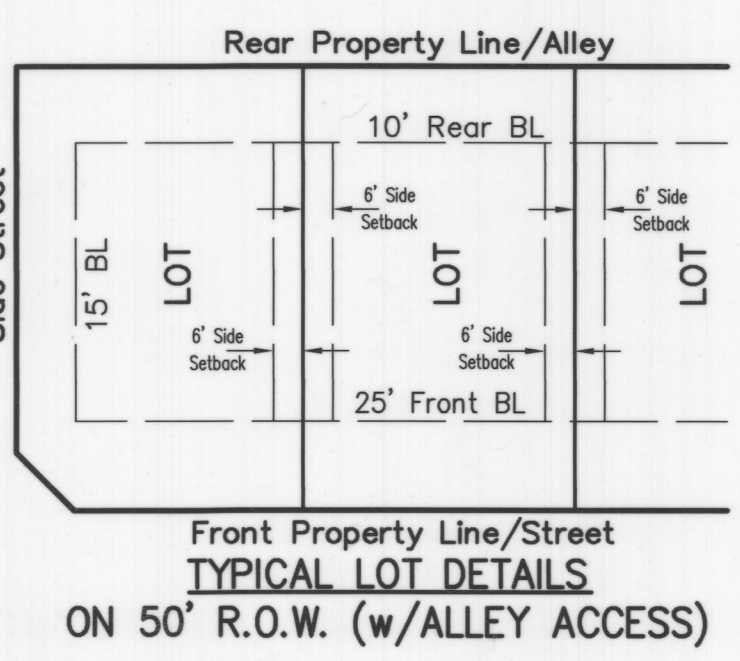 Rear Property Line/Alley
10' Rear BL
6' Side
Setback
6' Side
Setback
15' BL
LOT
LOT
LOT
6' Side
Setback
6' Side
Setback
25' Front BL
Front Property Line/Street
TYPICAL LOT DETAILS
ON 50' R.O.W. (w/ALLEY ACCESS)